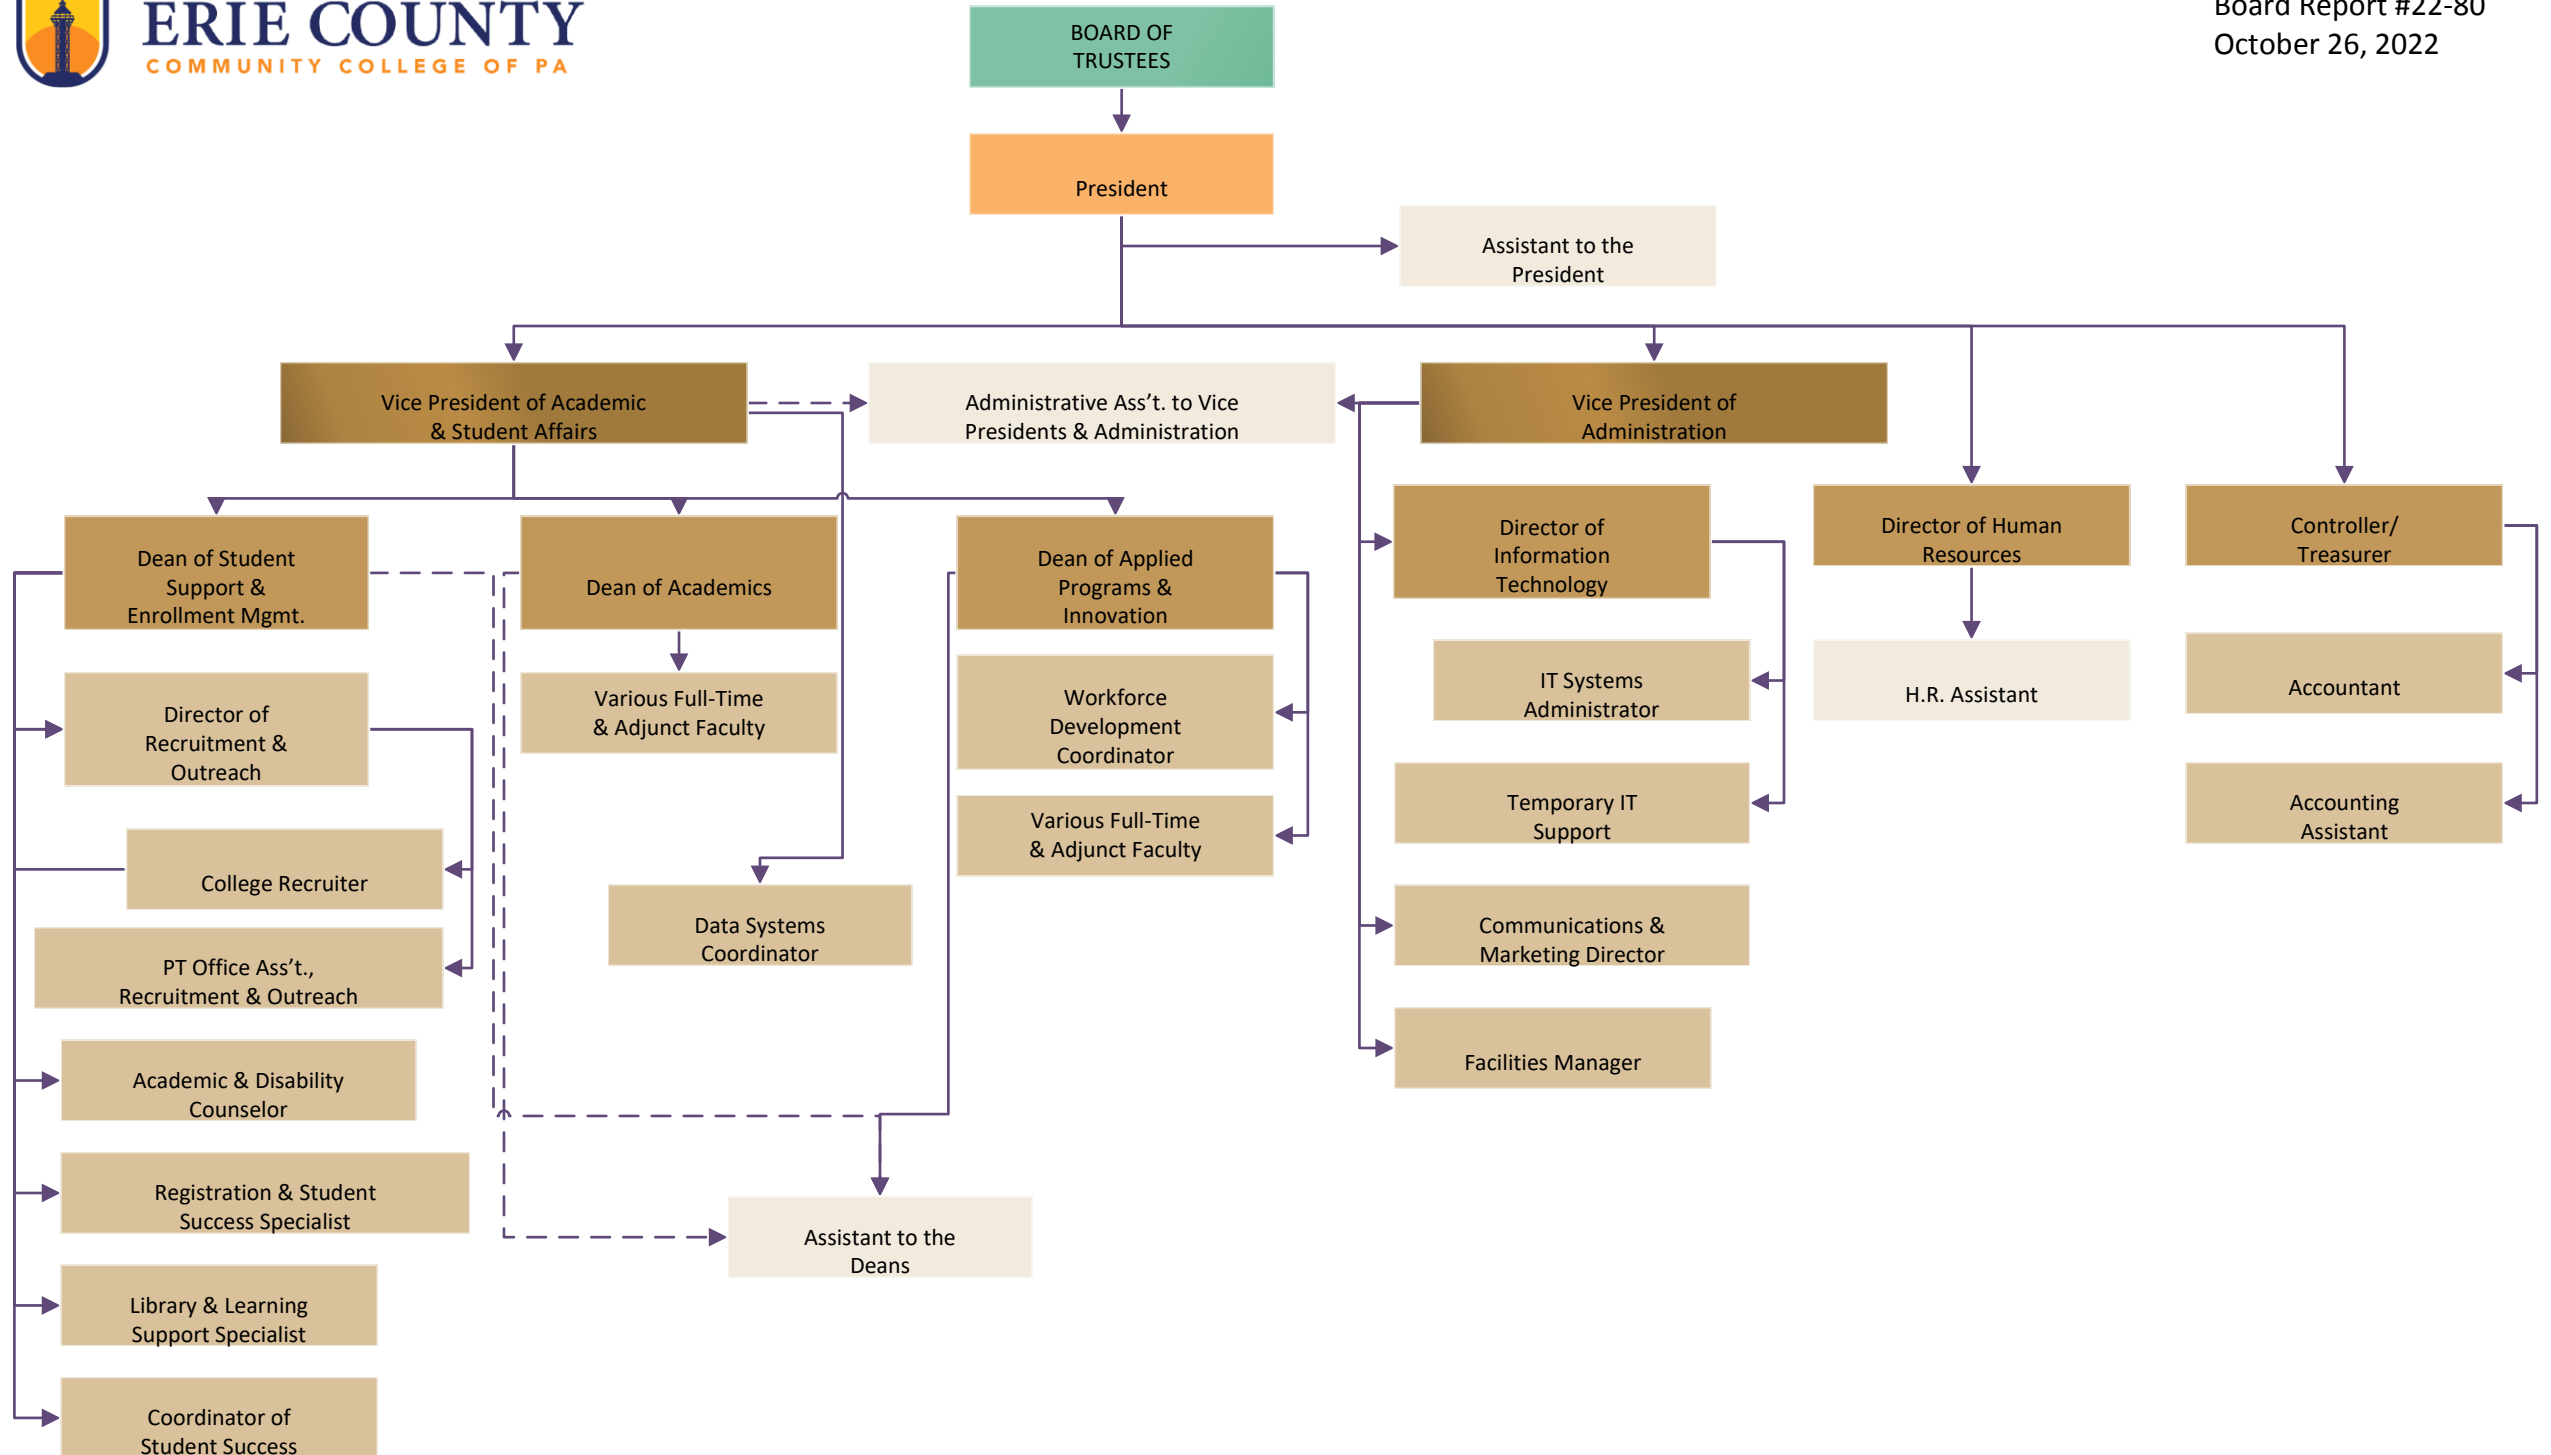 ERIE COUNTY
COMMUNITY COLLEGE OF PA
Board Report #22-80
October 26, 2022
BOARD OF
TRUSTEES
President
Assistant to the
President
Vice President of Academic
& Student Affairs
Administrative Ass’t. to Vice
Presidents & Administration
Vice President of
Administration
Dean of Student
Support &
Enrollment Mgmt.
Dean of Academics
Dean of Applied
Programs &
Innovation
Director of
Information
Technology
Director of Human
Resources
Controller/
Treasurer
Director of
Recruitment &
Outreach
Various Full-Time
& Adjunct Faculty
Workforce
Development
Coordinator
IT Systems
Administrator
H.R. Assistant
Accountant
College Recruiter
Various Full-Time
& Adjunct Faculty
Temporary IT
Support
Accounting
Assistant
PT Office Ass’t.,
Recruitment & Outreach
Data Systems
Coordinator
Communications &
Marketing Director
Academic & Disability
Counselor
Facilities Manager
Registration & Student
Success Specialist
Assistant to the
Deans
Library & Learning
Support Specialist
Coordinator of
Student Success